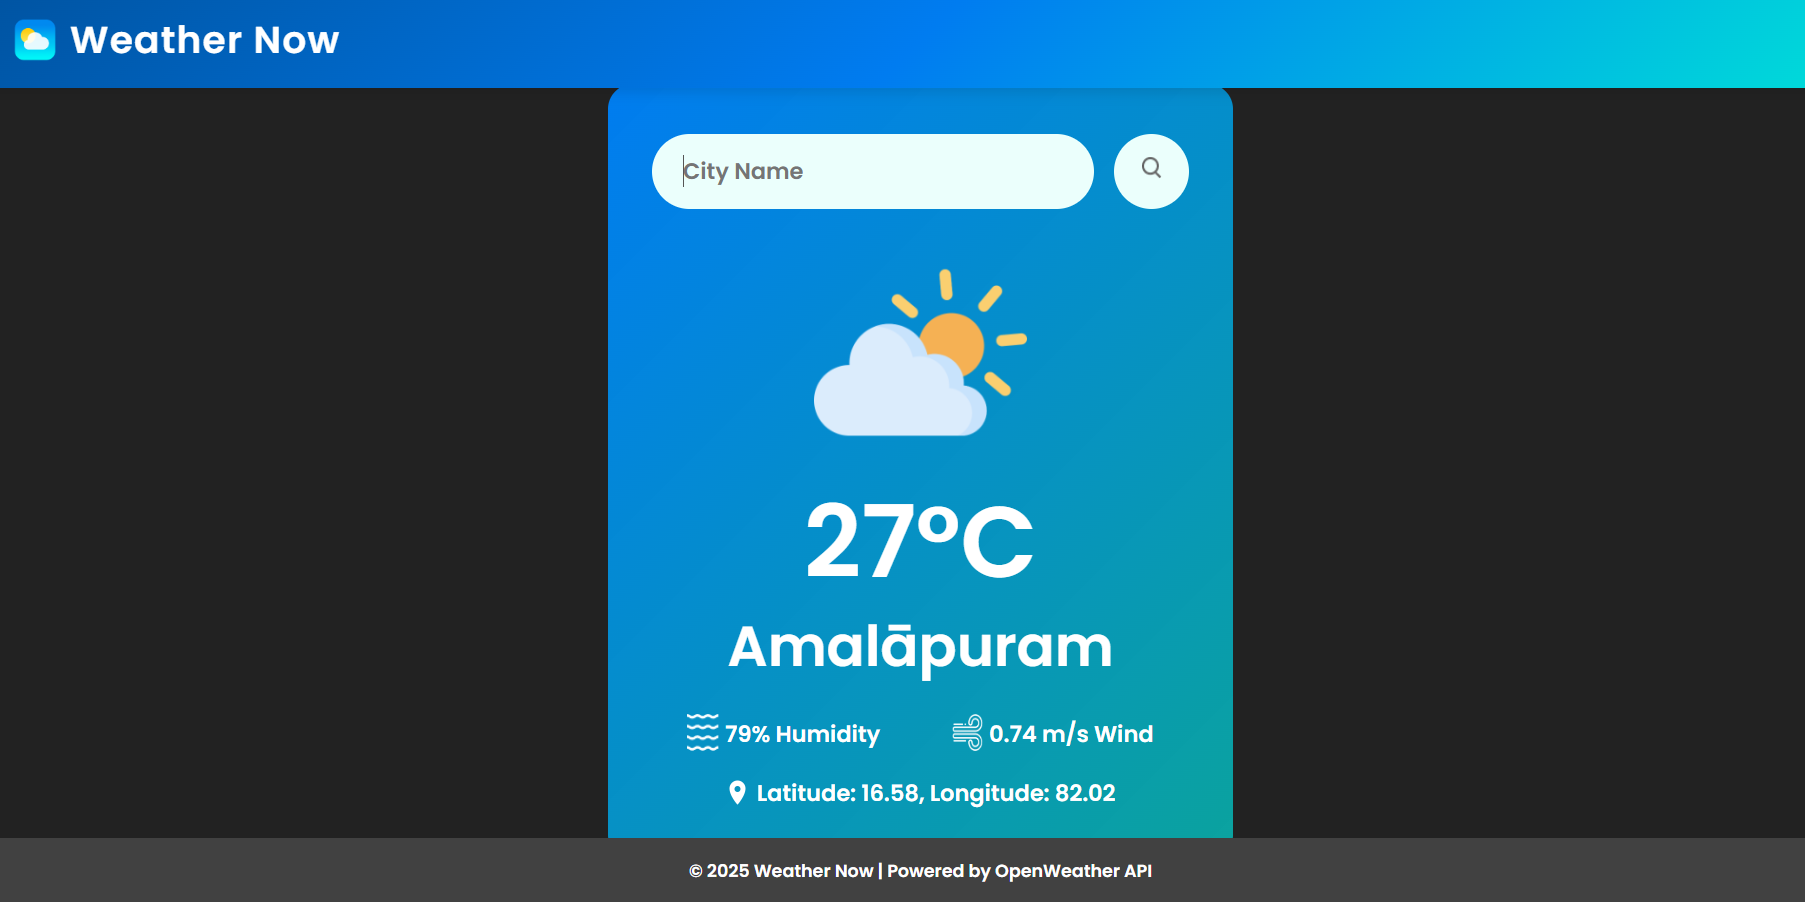 Weather Now
City Name
27°C
Amalāpuram
79% Humidity
0.74 m/s Wind
Latitude: 16.58, Longitude: 82.02
© 2025 Weather Now | Powered by OpenWeather API